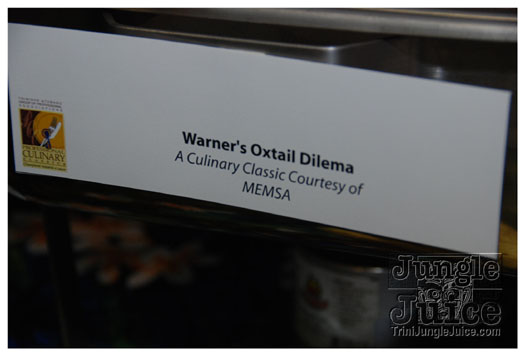 CULINARY
Warner's Oxtail Dilema
A Culinary Classic Courtesy of
MEMSA
Jungle
Juice
TriniJungleJuice.com